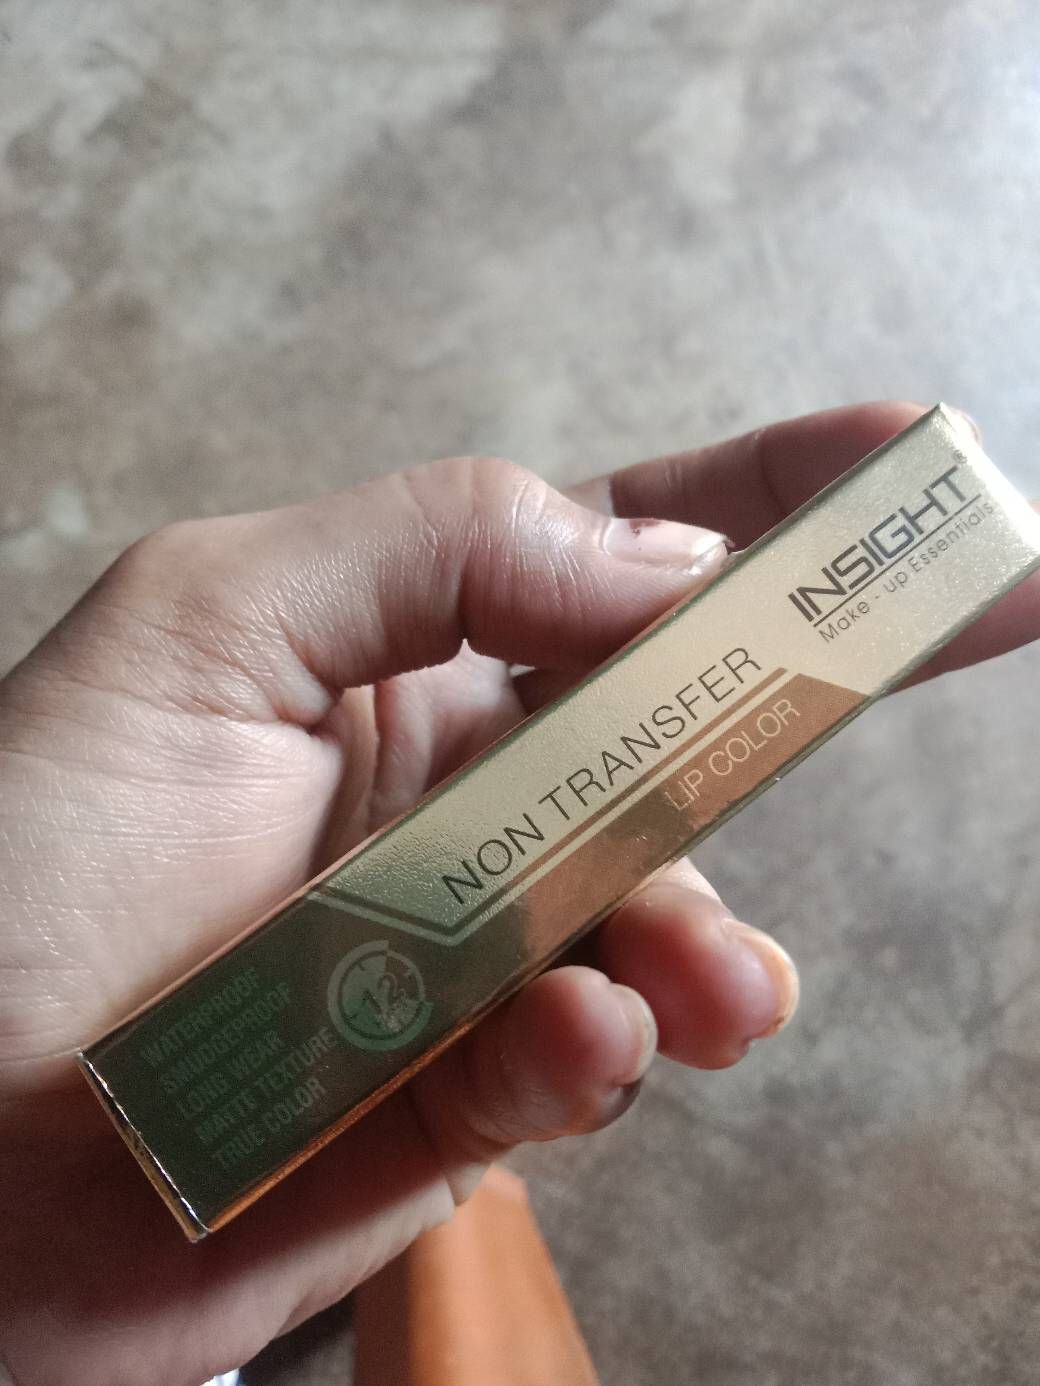 INSIGHT®
Make-up Essentials
NON TRANSFER
LIP COLOR
12
WATERPROOF
SMUDGEPROOF
LONG WEAR
MATTE TEXTURE
TRUE COLOR